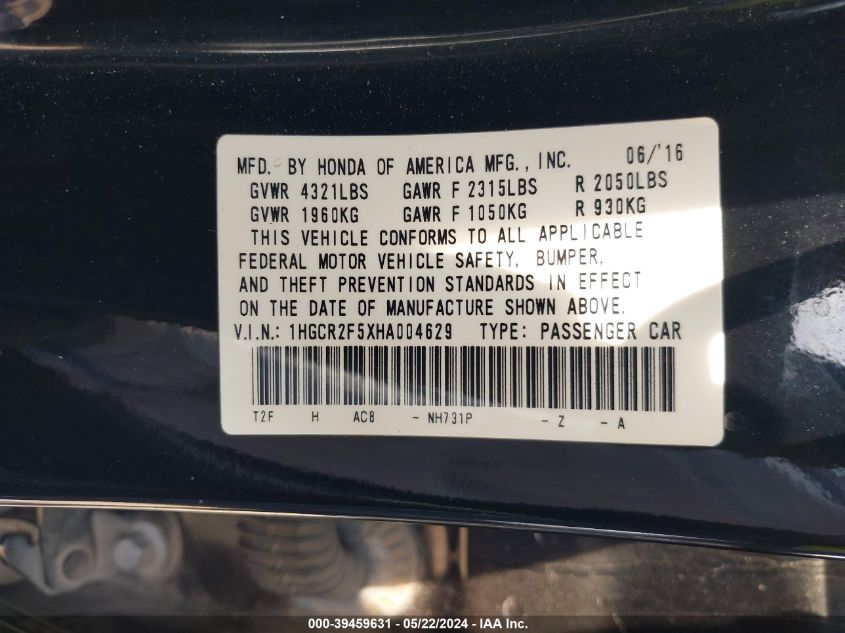 MFD. BY HONDA OF AMERICA MFG., INC. 06/'16
GVWR 4321LBS GAWR F 2315LBS R 2050LBS
GVWR 1960KG GAWR F 1050KG R 930KG
THIS VEHICLE CONFORMS TO ALL APPLICABLE
FEDERAL MOTOR VEHICLE SAFETY, BUMPER,
AND THEFT PREVENTION STANDARDS IN EFFECT
ON THE DATE OF MANUFACTURE SHOWN ABOVE.
V.I.N.: 1HGCR2F5XHA004629 TYPE: PASSENGER CAR
T2F H AC8 - NH731P - Z - A
000-39459631 - 05/22/2024 - IAA Inc.